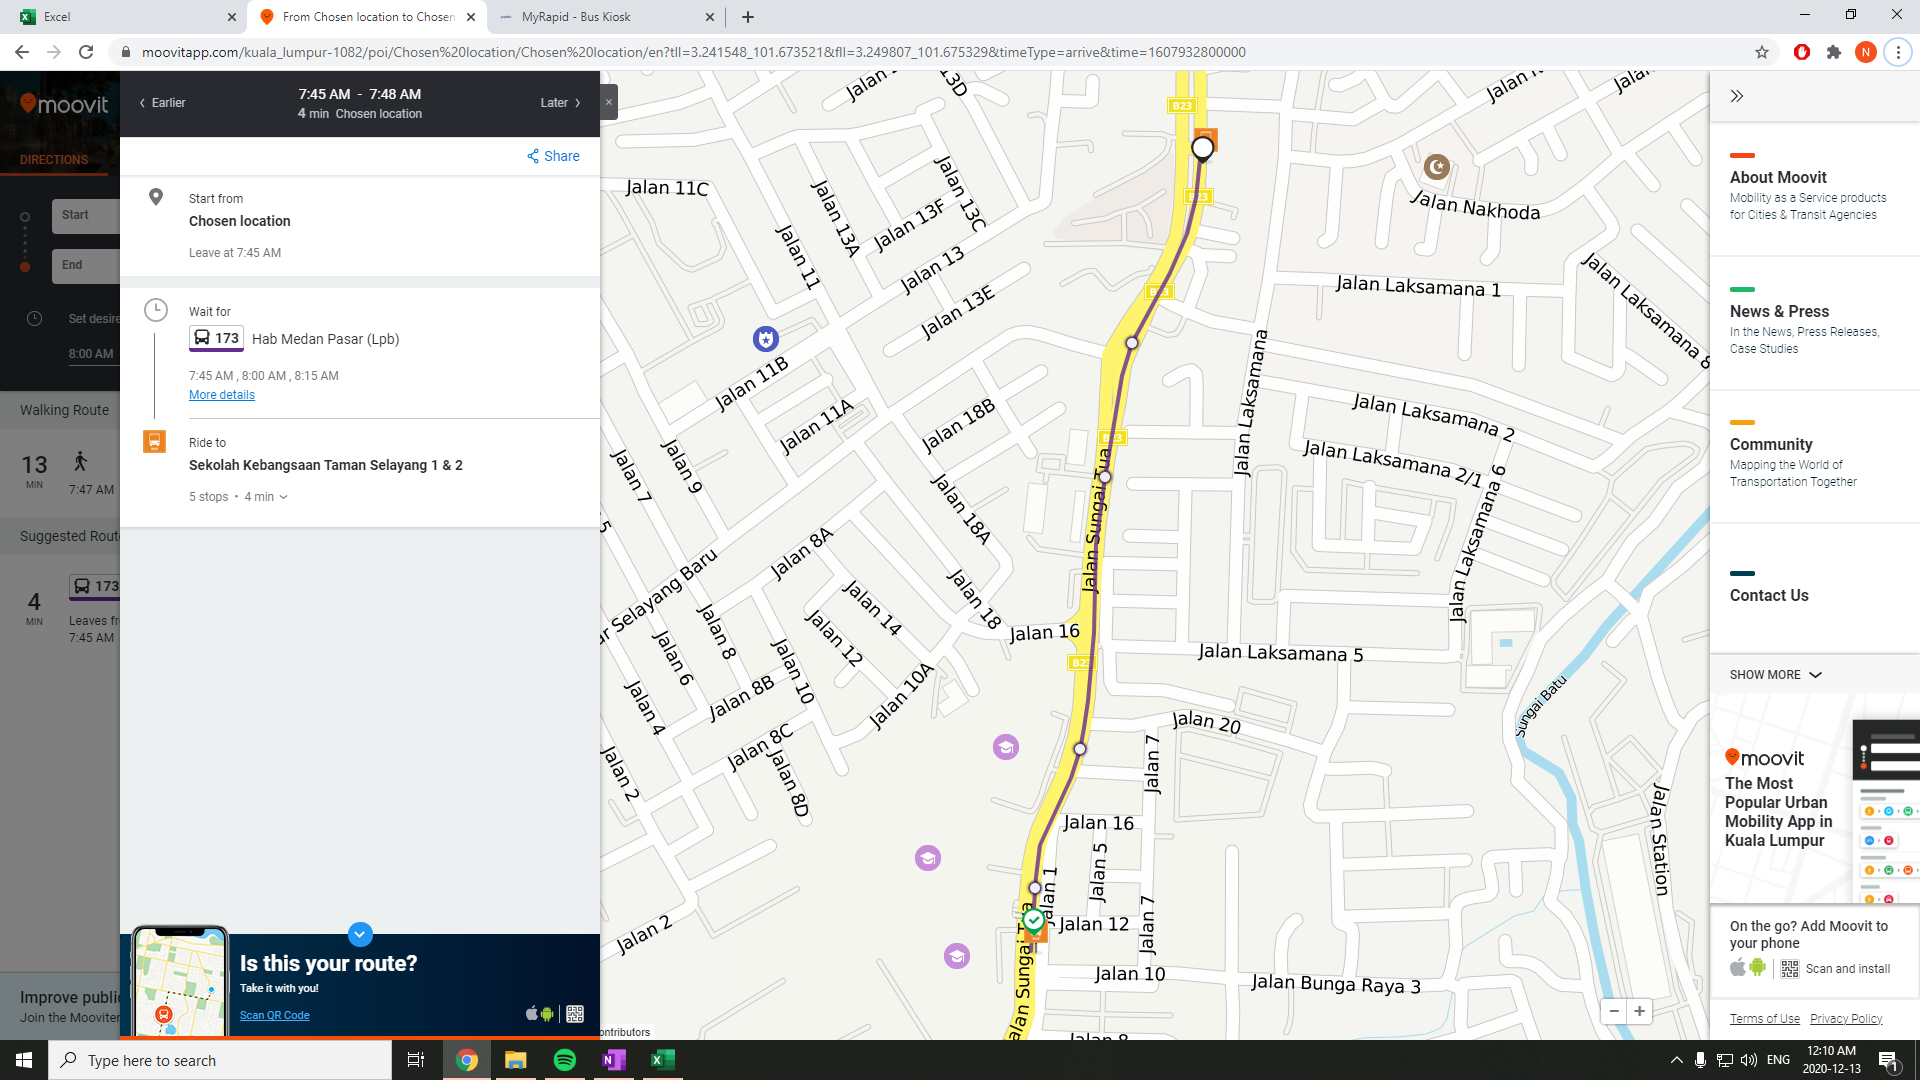 Excel
From Chosen location to Chosen
MyRapid - Bus Kiosk
moovitapp.com/kuala_lumpur-1082/poi/Chosen%20location/Chosen%20location/en?tll=3.241548_101.673521&fll=3.249807_101.675329&timeType=arrive&time=1607932800000
N
moovit
DIRECTIONS
Start
End
Set desire
8:00 AM
Walking Route
13
MIN
7:47 AM
Suggested Rout
173
4
MIN
Leaves fr
7:45 AM
Improve public
Join the Mooviter
Earlier
7:45 AM - 7:48 AM
4 min Chosen location
Later
Share
Start from
Chosen location
Leave at 7:45 AM
Wait for
173 Hab Medan Pasar (Lpb)
7:45 AM , 8:00 AM , 8:15 AM
More details
Ride to
Sekolah Kebangsaan Taman Selayang 1 & 2
5 stops • 4 min
Is this your route?
Take it with you!
Scan QR Code
Jalan 13D
B23
Jalan 11C
Jalan 13C
Jalan 13A
Jalan 13F
B23
Jalan Nakhoda
Jalan 11
Jalan 13
Jalan 13E
B23
Jalan Laksamana 1
Jalan Laksamana 8
Jalan 11B
Jalan Laksamana
Jalan 11A
Jalan 18B
Jalan Laksamana 2
B23
Jalan Laksamana 2/1
Jalan Laksamana 6
Jalan 9
Jalan 7
Jalan 18A
Jalan Sungai Tua
Jalan 8A
ar Selayang Baru
Jalan 14
Jalan 18
Jalan 12
Jalan 8
Jalan 16
Jalan Laksamana 5
Jalan 6
Jalan 10
B23
Jalan 8B
Jalan 10A
Jalan 4
Jalan 20
Sungai Batu
Jalan 8C
Jalan 7
Jalan 2
Jalan 8D
Jalan 16
Jalan Station
Jalan 5
Jalan 1
Jalan 2
Jalan 12
Jalan 7
Jalan 10
Jalan Bunga Raya 3
alan Sungai T
Jalan 8
ontributors
About Moovit
Mobility as a Service products
for Cities & Transit Agencies
News & Press
In the News, Press Releases,
Case Studies
Community
Mapping the World of
Transportation Together
Contact Us
SHOW MORE
moovit
The Most
Popular Urban
Mobility App in
Kuala Lumpur
On the go? Add Moovit to
your phone
Scan and install
Terms of Use Privacy Policy
Type here to search
ENG
12:10 AM
2020-12-13
1